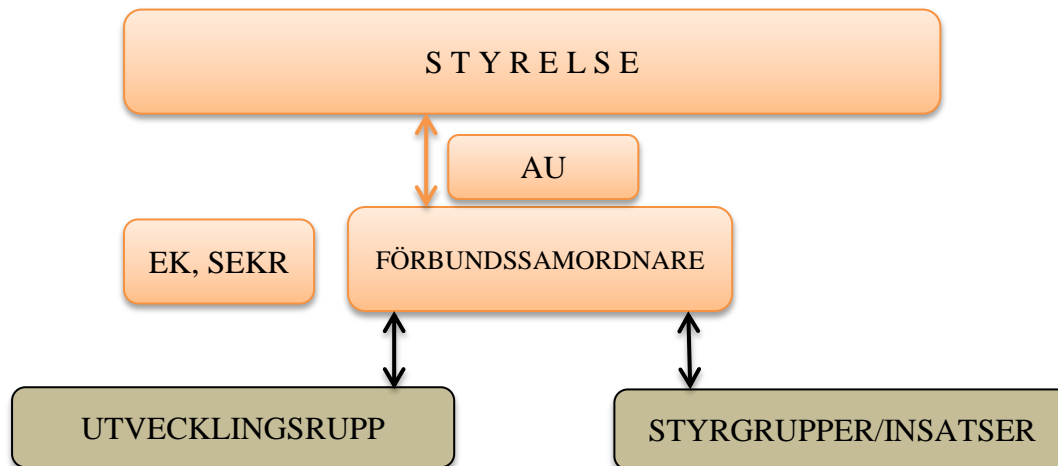 S T Y R E L S E
AU
EK, SEKR
FÖRBUNDSSAMORDNARE
UTVECKLINGSRUPP
STYRGRUPPER/INSATSER